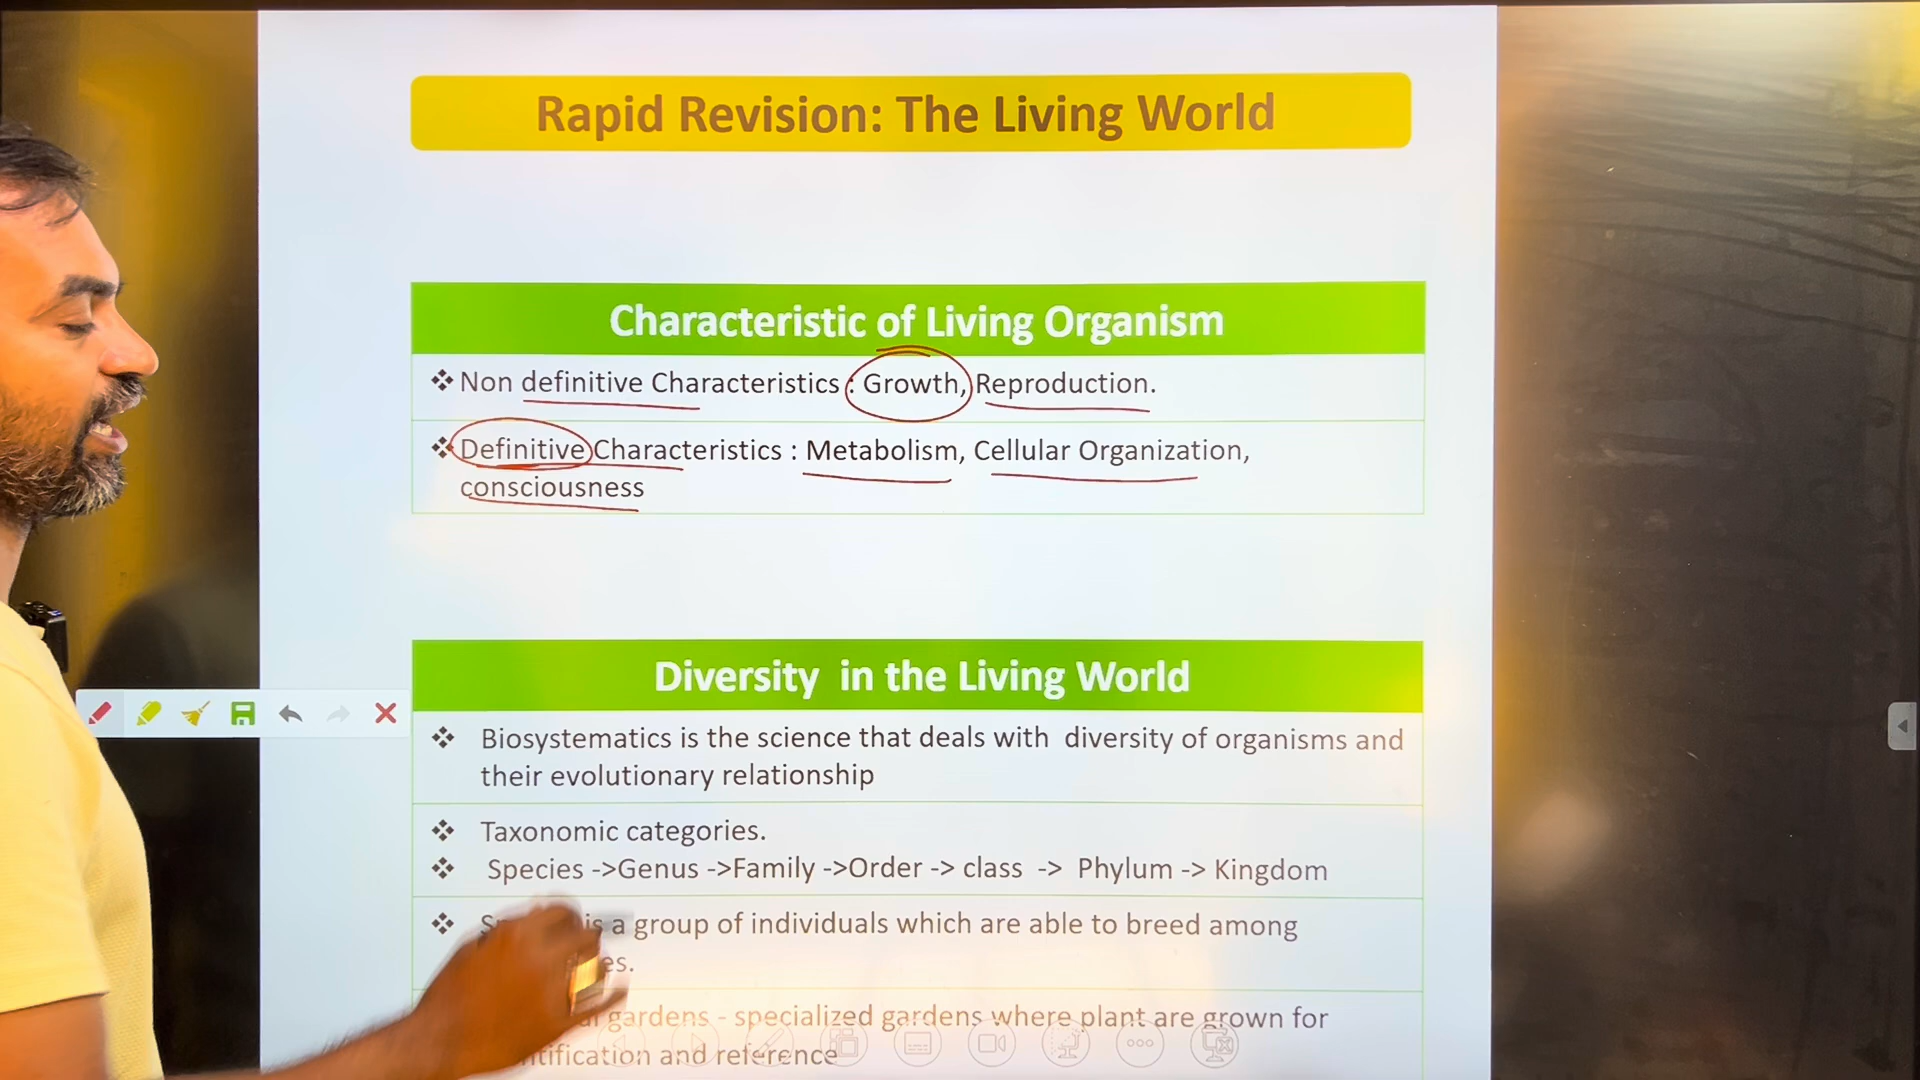 Rapid Revision: The Living World
Characteristic of Living Organism
❖ Non definitive Characteristics : Growth, Reproduction.
❖ Definitive Characteristics : Metabolism, Cellular Organization,
consciousness
Diversity in the Living World
❖ Biosystematics is the science that deals with diversity of organisms and
their evolutionary relationship
❖ Taxonomic categories.
❖ Species ->Genus ->Family ->Order -> class -> Phylum -> Kingdom
❖ is a group of individuals which are able to breed among
gardens - specialized gardens where plant are grown for
and reference